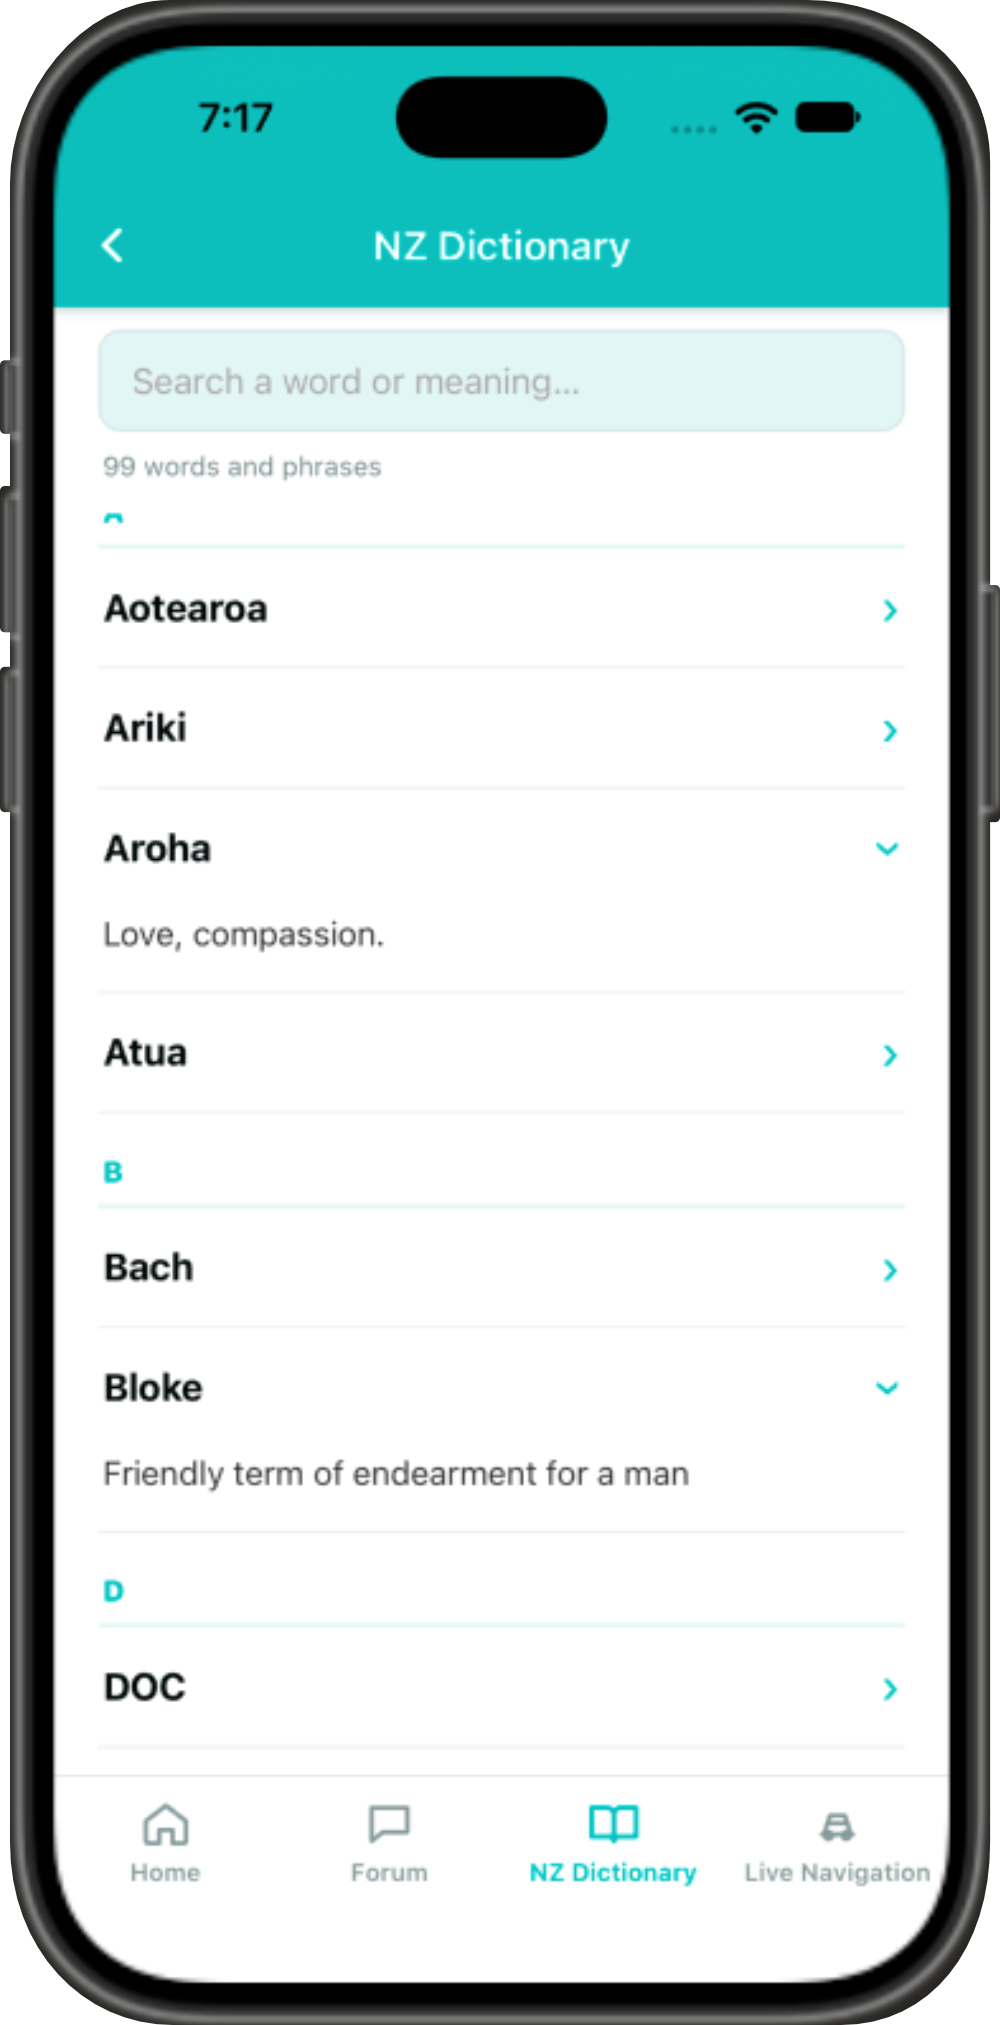 7:17
NZ Dictionary
Search a word or meaning...
99 words and phrases
Aotearoa
Ariki
Aroha
Love, compassion.
Atua
B
Bach
Bloke
Friendly term of endearment for a man
D
DOC
Home
Forum
NZ Dictionary
Live Navigation